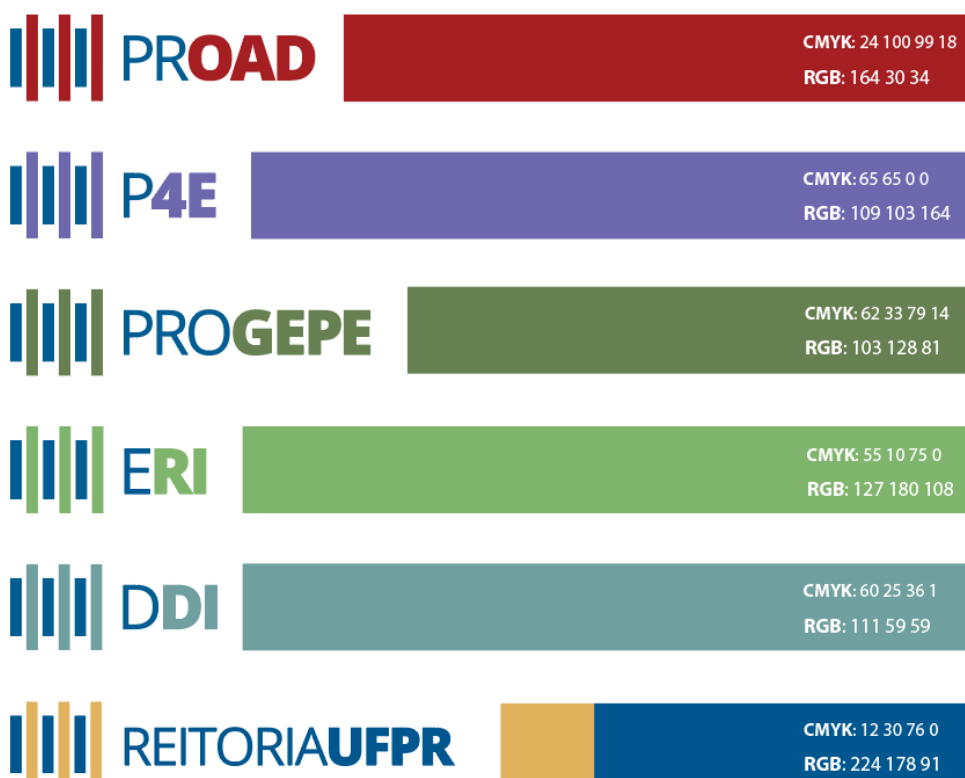 PROAD
CMYK: 24 100 99 18
RGB: 164 30 34
P4E
CMYK: 65 65 0 0
RGB: 109 103 164
PROGEPE
CMYK: 62 33 79 14
RGB: 103 128 81
ERI
CMYK: 55 10 75 0
RGB: 127 180 108
DDI
CMYK: 60 25 36 1
RGB: 111 59 59
REITORIAUFPR
CMYK: 12 30 76 0
RGB: 224 178 91